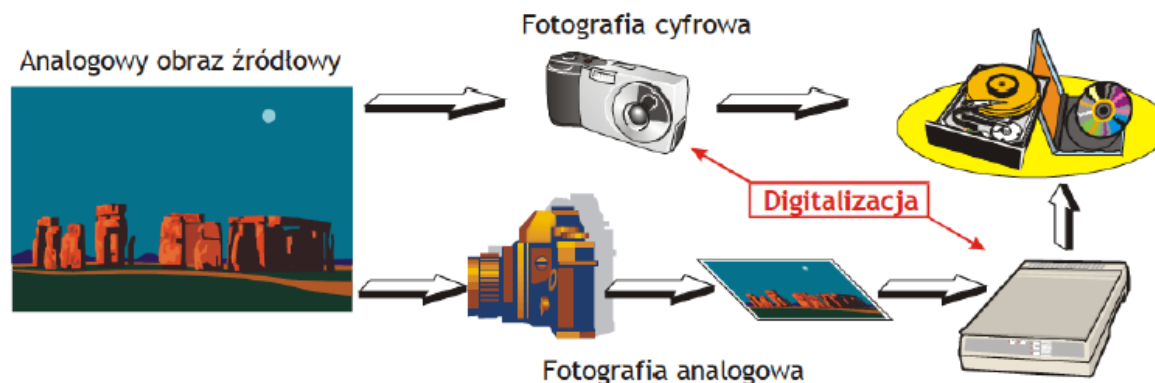 Fotografia cyfrowa
Analogowy obraz źródłowy
Digitalizacja
Fotografia analogowa